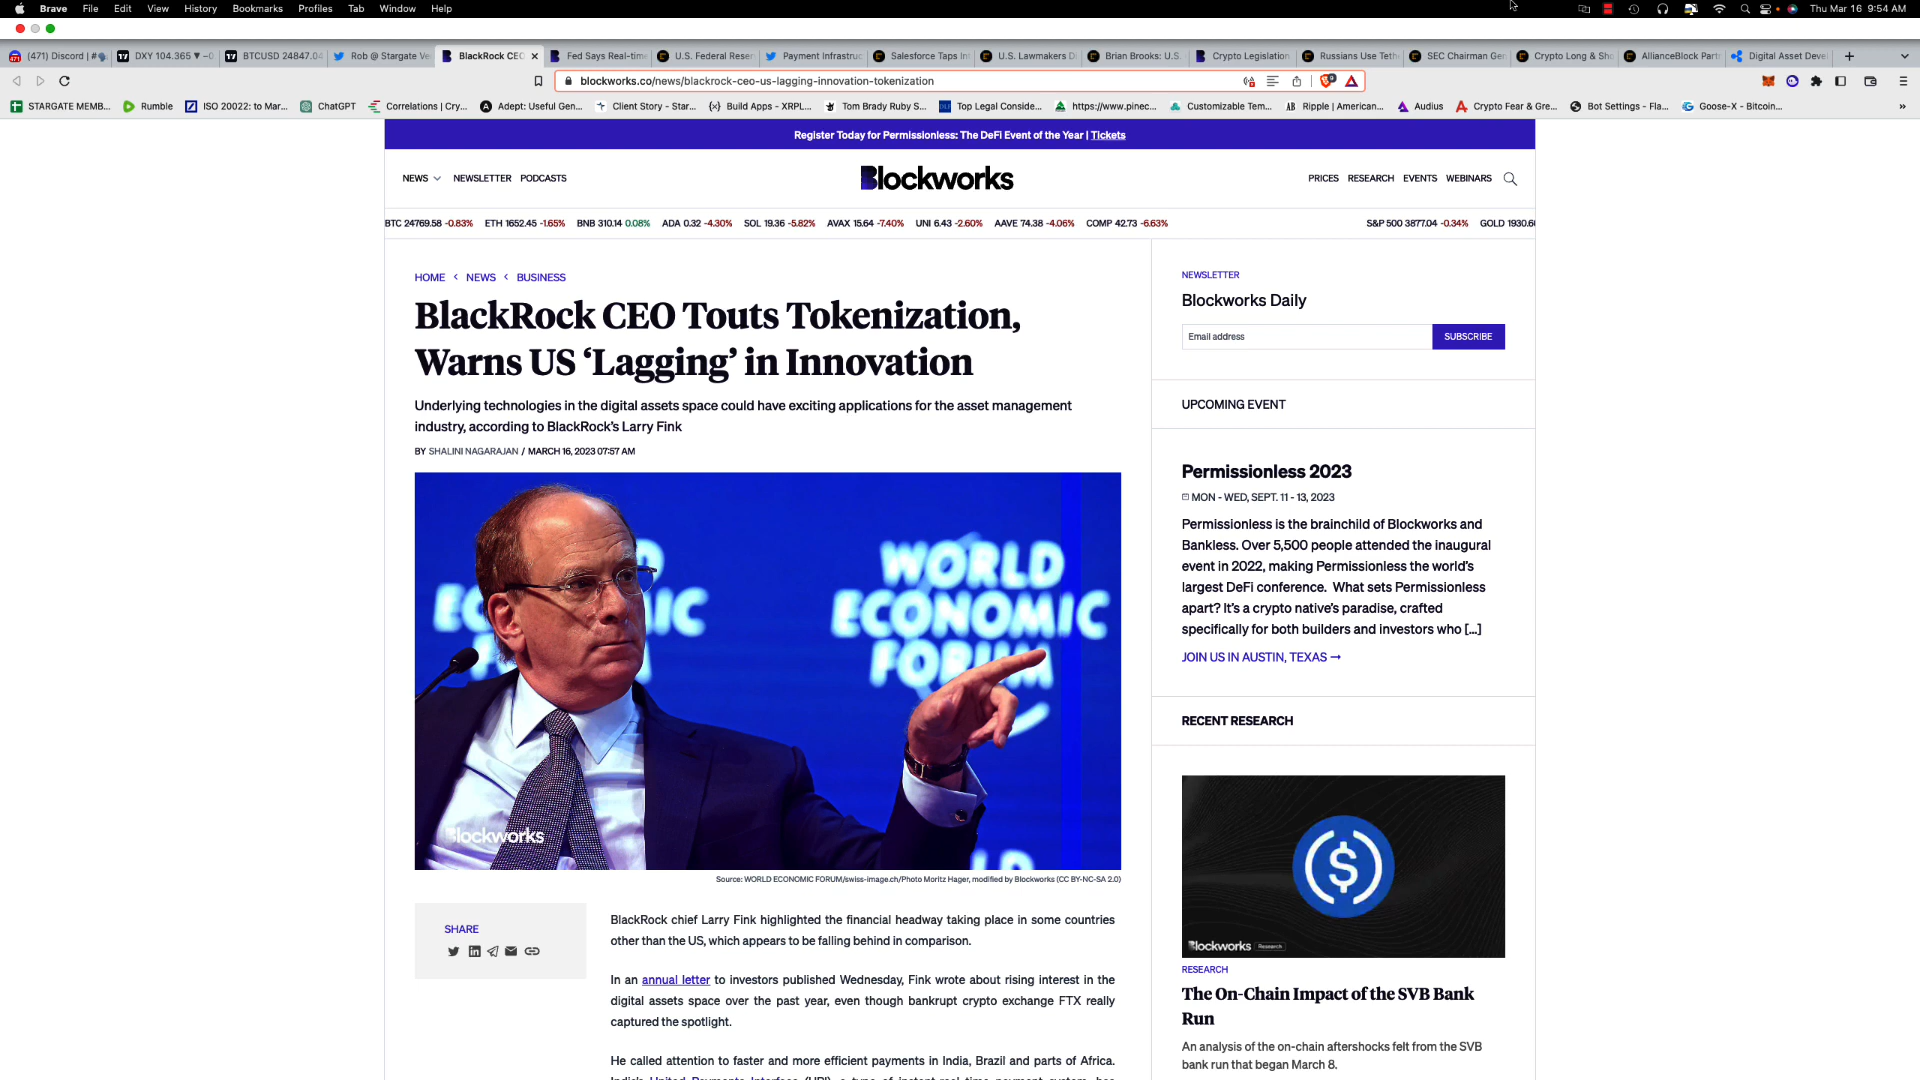 Brave File Edit View History Bookmarks Profiles Tab Window Help Thu Mar 16 9:54 AM
(471) Discord | # DXY 104.365 ▼ −0 BTCUSD 24847.04 Rob @ Stargate Ve BlackRock CEO Fed Says Real-time U.S. Federal Reser Payment Infrastruc Salesforce Taps In U.S. Lawmakers D Brian Brooks: U.S. Crypto Legislation Russians Use Teth SEC Chairman Gen Crypto Long & Sho AllianceBlock Partn Digital Asset Deve
blockworks.co/news/blackrock-ceo-us-lagging-innovation-tokenization
STARGATE MEMB... Rumble ISO 20022: to Mar... ChatGPT Correlations | Cry... Adept: Useful Gen... Client Story - Star... Build Apps - XRPL... Tom Brady Ruby S... Top Legal Conside... https://www.pinec... Customizable Tem... Ripple | American... Audius Crypto Fear & Gre... Bot Settings - Fla... Goose-X - Bitcoin... »
Register Today for Permissionless: The DeFi Event of the Year | Tickets
NEWS NEWSLETTER PODCASTS Blockworks PRICES RESEARCH EVENTS WEBINARS
BTC 24769.58 -0.83% ETH 1652.45 -1.65% BNB 310.14 0.08% ADA 0.32 -4.30% SOL 19.36 -5.82% AVAX 15.64 -7.40% UNI 6.43 -2.60% AAVE 74.38 -4.06% COMP 42.73 -6.63% S&P 500 3877.04 -0.34% GOLD 1930.6
HOME < NEWS < BUSINESS
BlackRock CEO Touts Tokenization,
Warns US ‘Lagging’ in Innovation
Underlying technologies in the digital assets space could have exciting applications for the asset management
industry, according to BlackRock’s Larry Fink
BY SHALINI NAGARAJAN / MARCH 16, 2023 07:57 AM
WORLD
ECONOMIC
FORUM
Blockworks
Source: WORLD ECONOMIC FORUM/swiss-image.ch/Photo Moritz Hager, modified by Blockworks (CC BY-NC-SA 2.0)
SHARE
BlackRock chief Larry Fink highlighted the financial headway taking place in some countries
other than the US, which appears to be falling behind in comparison.
In an annual letter to investors published Wednesday, Fink wrote about rising interest in the
digital assets space over the past year, even though bankrupt crypto exchange FTX really
captured the spotlight.
He called attention to faster and more efficient payments in India, Brazil and parts of Africa.
NEWSLETTER
Blockworks Daily
Email address SUBSCRIBE
UPCOMING EVENT
Permissionless 2023
MON - WED, SEPT. 11 - 13, 2023
Permissionless is the brainchild of Blockworks and
Bankless. Over 5,500 people attended the inaugural
event in 2022, making Permissionless the world’s
largest DeFi conference. What sets Permissionless
apart? It’s a crypto native’s paradise, crafted
specifically for both builders and investors who [...]
JOIN US IN AUSTIN, TEXAS →
RECENT RESEARCH
Blockworks Research
RESEARCH
The On-Chain Impact of the SVB Bank
Run
An analysis of the on-chain aftershocks felt from the SVB
bank run that began March 8.